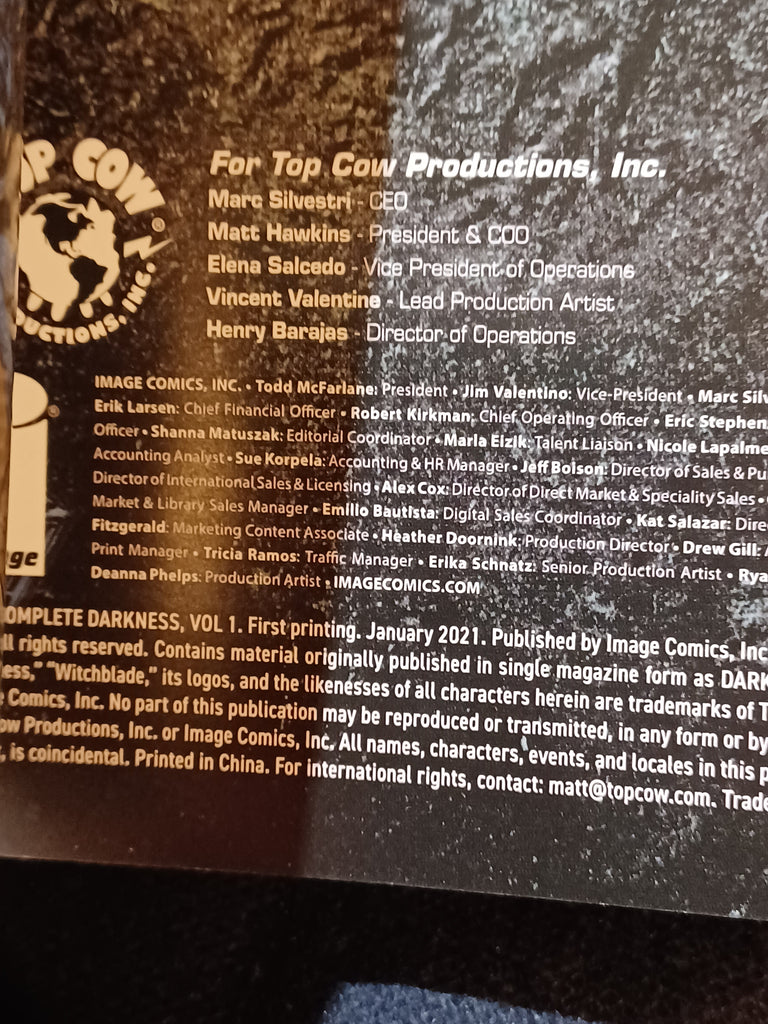 COW
®
INC.
For Top Cow Productions, Inc.
Marc Silvestri - CEO
Matt Hawkins - President & COO
Elena Salcedo - Vice President of Operations
Vincent Valentine - Lead Production Artist
Henry Barajas - Director of Operations
®
ge
IMAGE COMICS, INC. • Todd McFarlane: President • Jim Valentino: Vice-President • Marc Silv
Erik Larsen: Chief Financial Officer • Robert Kirkman: Chief Operating Officer • Eric Stephen
Officer • Shanna Matuszak: Editorial Coordinator • Marla Eizik: Talent Liaison • Nicole Lapalme
Accounting Analyst • Sue Korpela: Accounting & HR Manager • Jeff Boison: Director of Sales & Pu
Director of International Sales & Licensing • Alex Cox: Director of Direct Market & Speciality Sales •
Market & Library Sales Manager • Emilio Bautista: Digital Sales Coordinator • Kat Salazar: Dire
Fitzgerald: Marketing Content Associate • Heather Doornink: Production Director • Drew Gill:
Print Manager • Tricia Ramos: Traffic Manager • Erika Schnatz: Senior Production Artist • Rya
Deanna Phelps: Production Artist • IMAGECOMICS.COM
OMPLETE DARKNESS, VOL 1. First printing. January 2021. Published by Image Comics, Inc
ll rights reserved. Contains material originally published in single magazine form as DARK
ess," "Witchblade," its logos, and the likenesses of all characters herein are trademarks of T
Comics, Inc. No part of this publication may be reproduced or transmitted, in any form or by
ow Productions, Inc. or Image Comics, Inc. All names, characters, events, and locales in this p
, is coincidental. Printed in China. For international rights, contact: matt@topcow.com. Trade